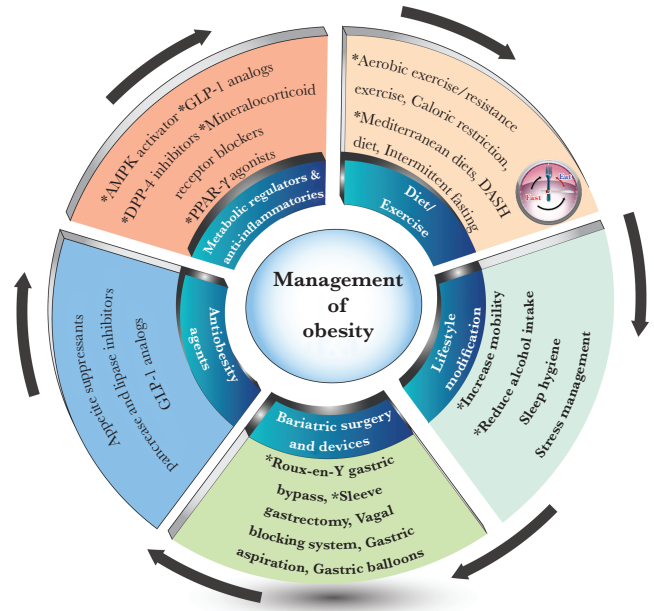 Management
of
obesity
Diet/
Exercise
*Aerobic exercise/resistance
exercise, Caloric restriction,
*Mediterranean diets, DASH
diet, Intermittent fasting
Eat
Fast
Lifestyle
modification
*Increase mobility
*Reduce alcohol intake
Sleep hygiene
Stress management
Bariatric surgery
and devices
*Roux-en-Y gastric
bypass, *Sleeve
gastrectomy, Vagal
blocking system, Gastric
aspiration, Gastric balloons
Antiobesity
agents
Appetite suppressants
pancrease and lipase inhibitors
GLP-1 analogs
Metabolic regulators &
anti-inflammatories
*AMPK activator *GLP-1 analogs
*DPP-4 inhibitors *Mineralocorticoid
receptor blockers
*PPAR-γ agonists